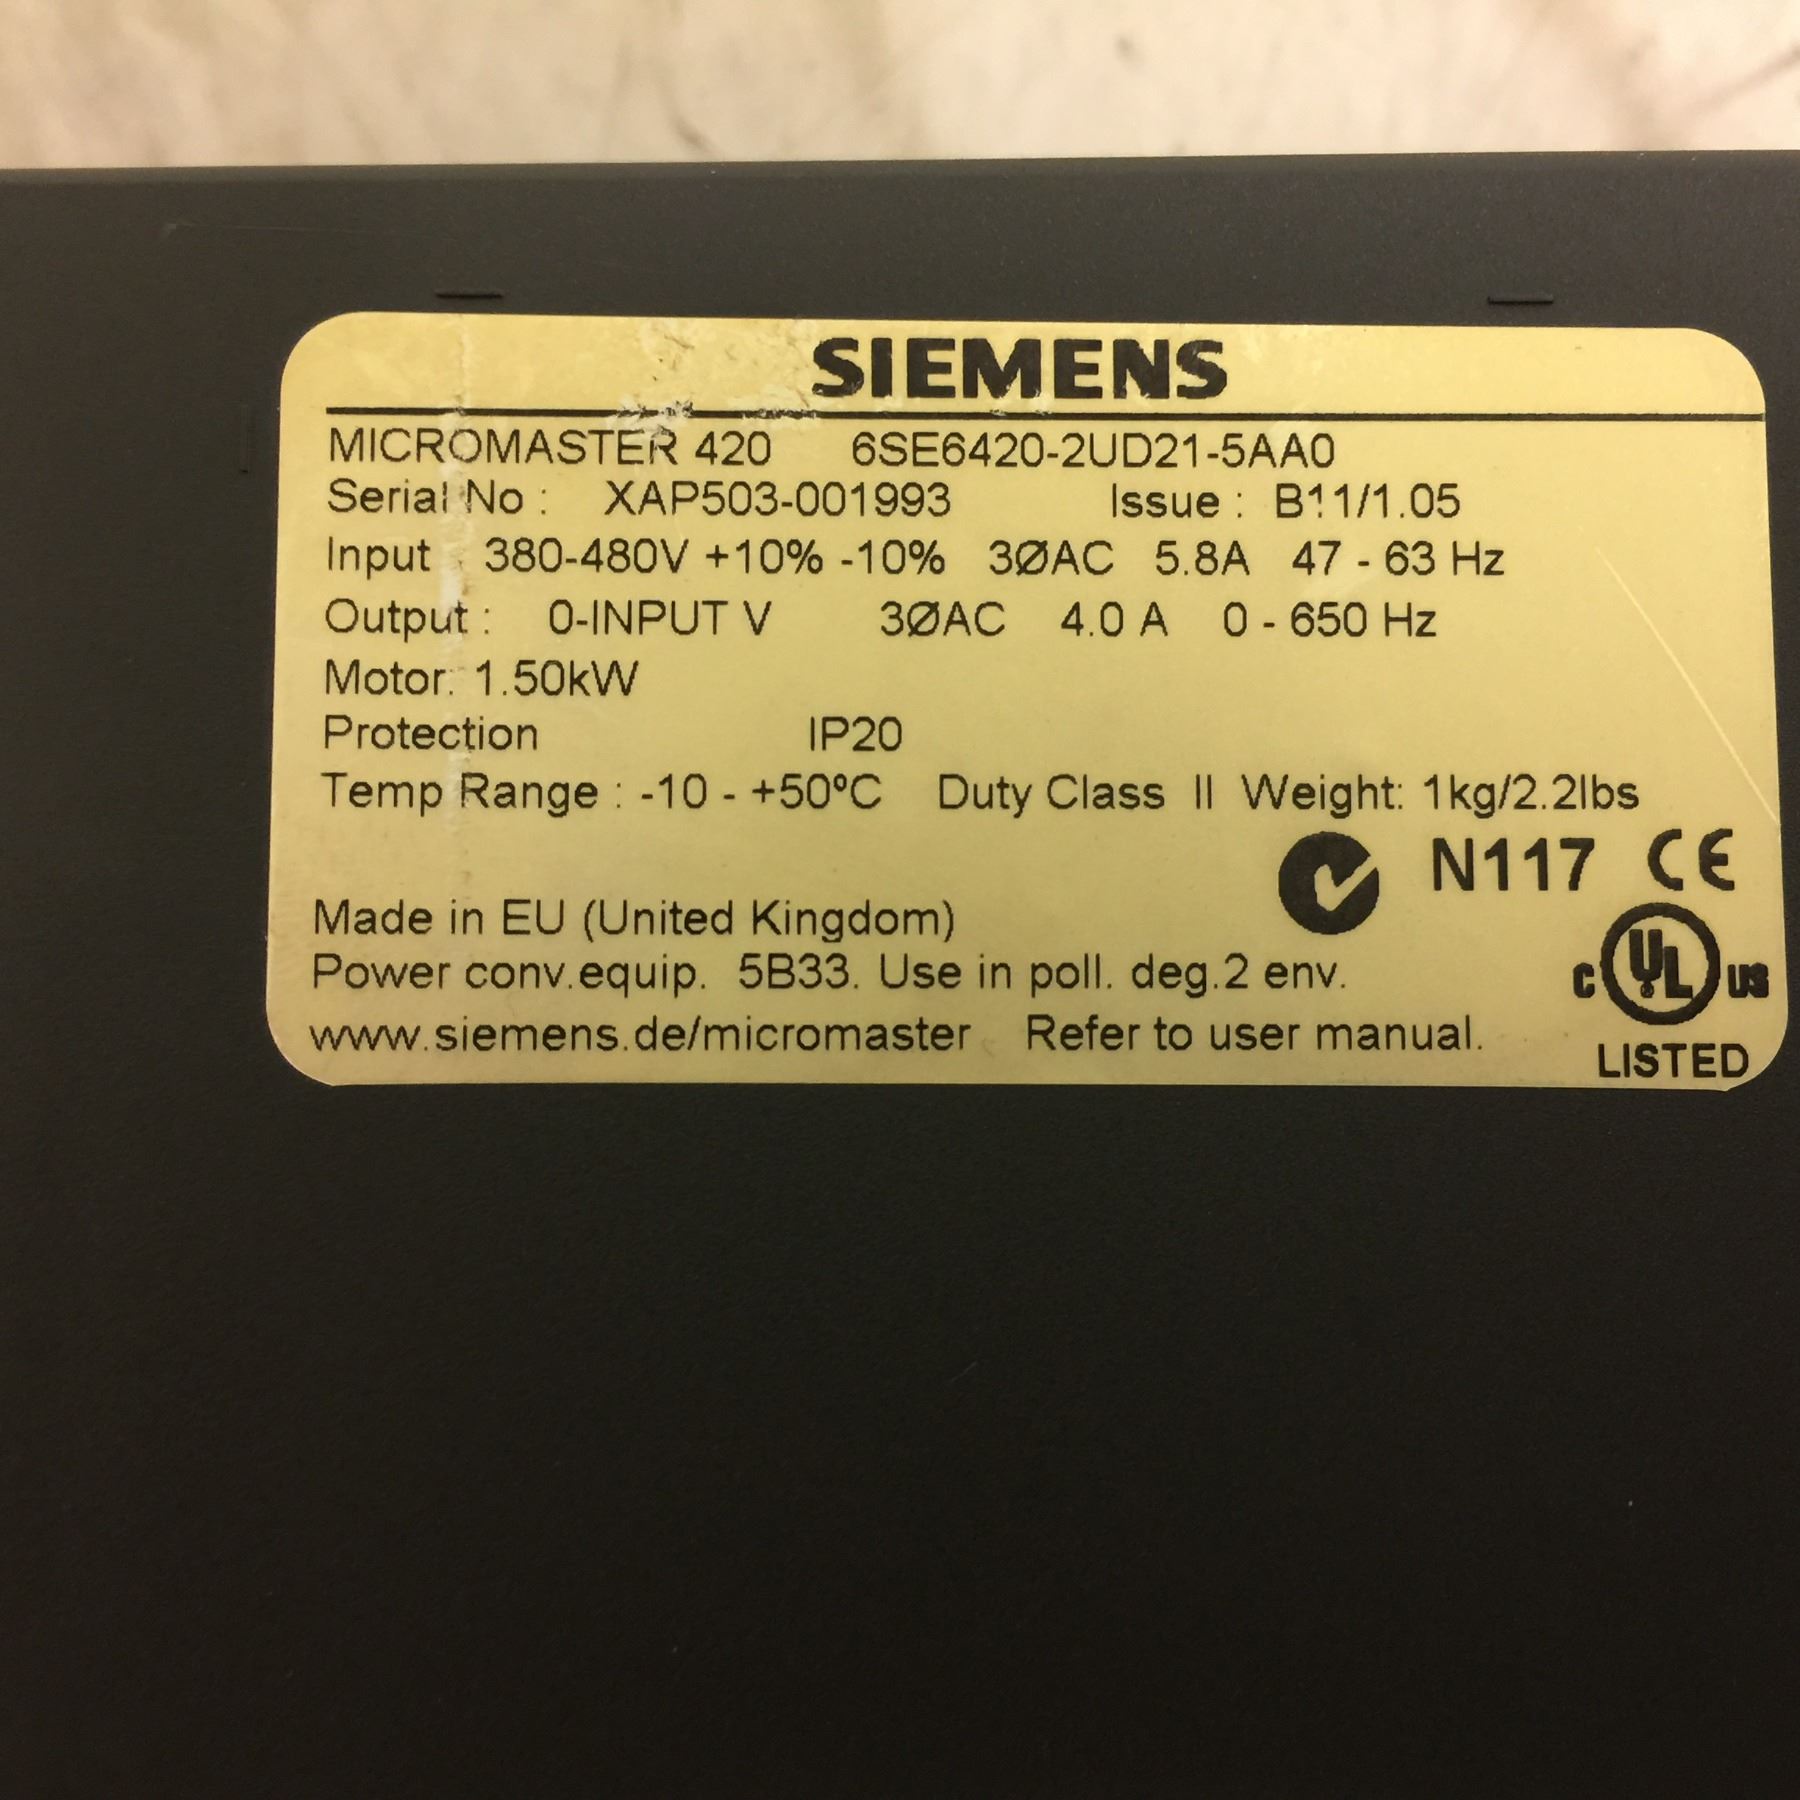 SIEMENS
MICROMASTER 420 6SE6420-2UD21-5AA0
Serial No : XAP503-001993 Issue : B11/1.05
Input : 380-480V +10% -10% 3ØAC 5.8A 47 - 63 Hz
Output : 0-INPUT V 3ØAC 4.0 A 0 - 650 Hz
Motor: 1.50kW
Protection IP20
Temp Range : -10 - +50ºC Duty Class II Weight: 1kg/2.2lbs
N117 CE
Made in EU (United Kingdom)
Power conv.equip. 5B33. Use in poll. deg.2 env.
C UL US
www.siemens.de/micromaster Refer to user manual.
LISTED